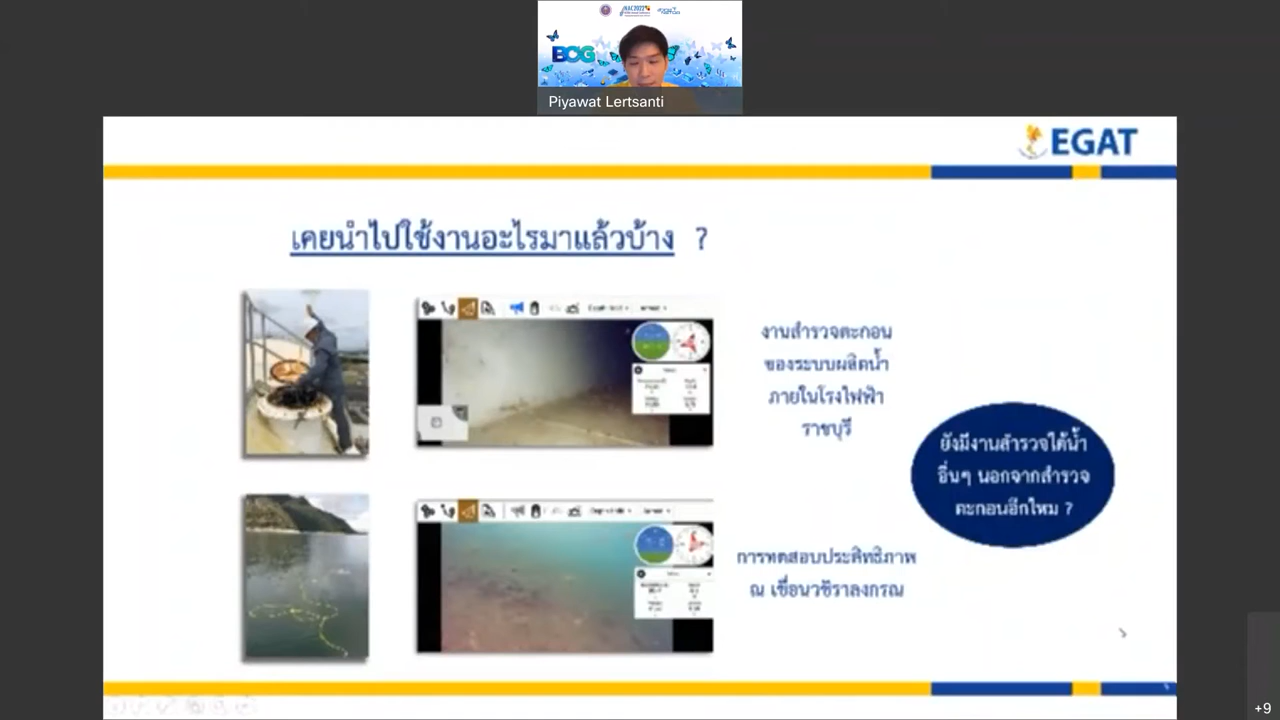 NAC2022
BCG
Piyawat Lertsanti
EGAT
เคยนำไปใช้งานอะไรมาแล้วบ้าง ?
งานสำรวจตะกอน
ของระบบผลิตน้ำ
ภายในโรงไฟฟ้า
ราชบุรี
ยังมีงานสำรวจใต้น้ำ
อื่นๆ นอกจากสำรวจ
ตะกอนอีกไหม ?
การทดสอบประสิทธิภาพ
ณ เขื่อนวชิราลงกรณ
+9